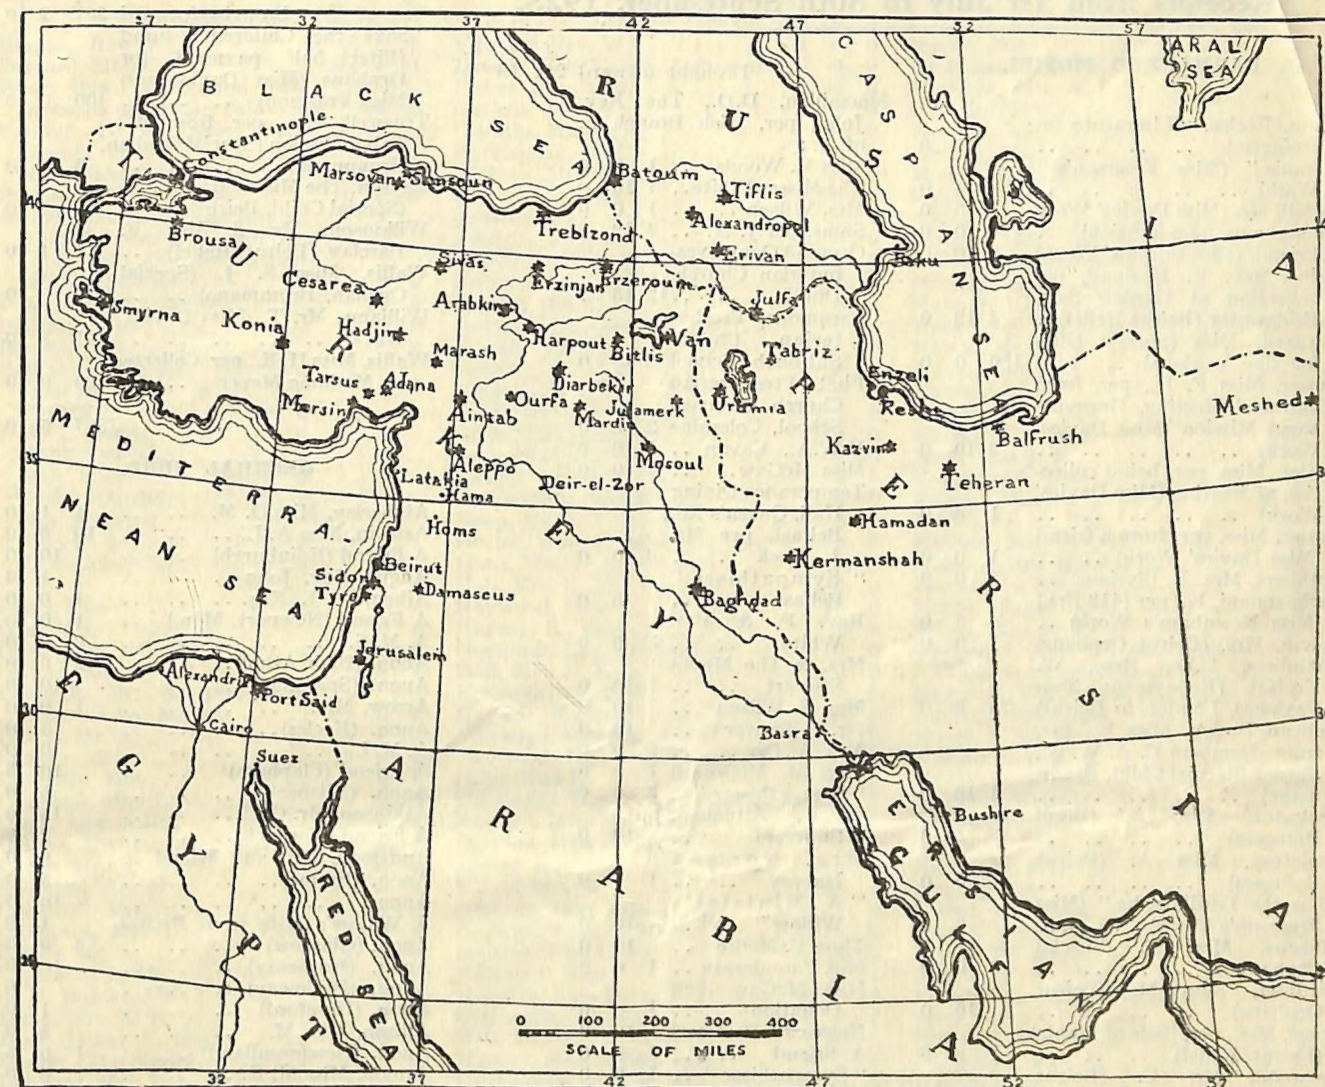 27 32 37 42 47 52 57
BLACK SEA
CASPIAN SEA
ARAL SEA
RUSSIA
Constantinople
Marsovan
Samsoun
Batoum
Tiflis
Alexandropol
Trebizond
Erivan
Baku
40
Brousa
TURKEY
Sivas
Erzinjan
Erzeroum
Cesarea
Arabkir
Julfa
Smyrna
Konia
Hadjin
Harpout
Bitlis
Van
Tabriz
Marash
Diarbekir
Enzeli
Resht
Tarsus
Adana
Mersin
Ourfa
Mardin
Julamerk
Urumia
Meshed
Aintab
Balfrush
MEDITERRANEAN SEA
Kazvin
35
Aleppo
Mosoul
Teheran
Latakia
Hama
Deir-el-Zor
Homs
Hamadan
Kermanshah
Beirut
Sidon
Tyre
Damascus
Baghdad
PERSIA
Jerusalem
Alexandria
Port Said
30
Cairo
Basra
Suez
EGYPT
ARABIA
Bushire
PERSIAN GULF
RED SEA
25
0 100 200 300 400
SCALE OF MILES
32 37 42 47 52 57